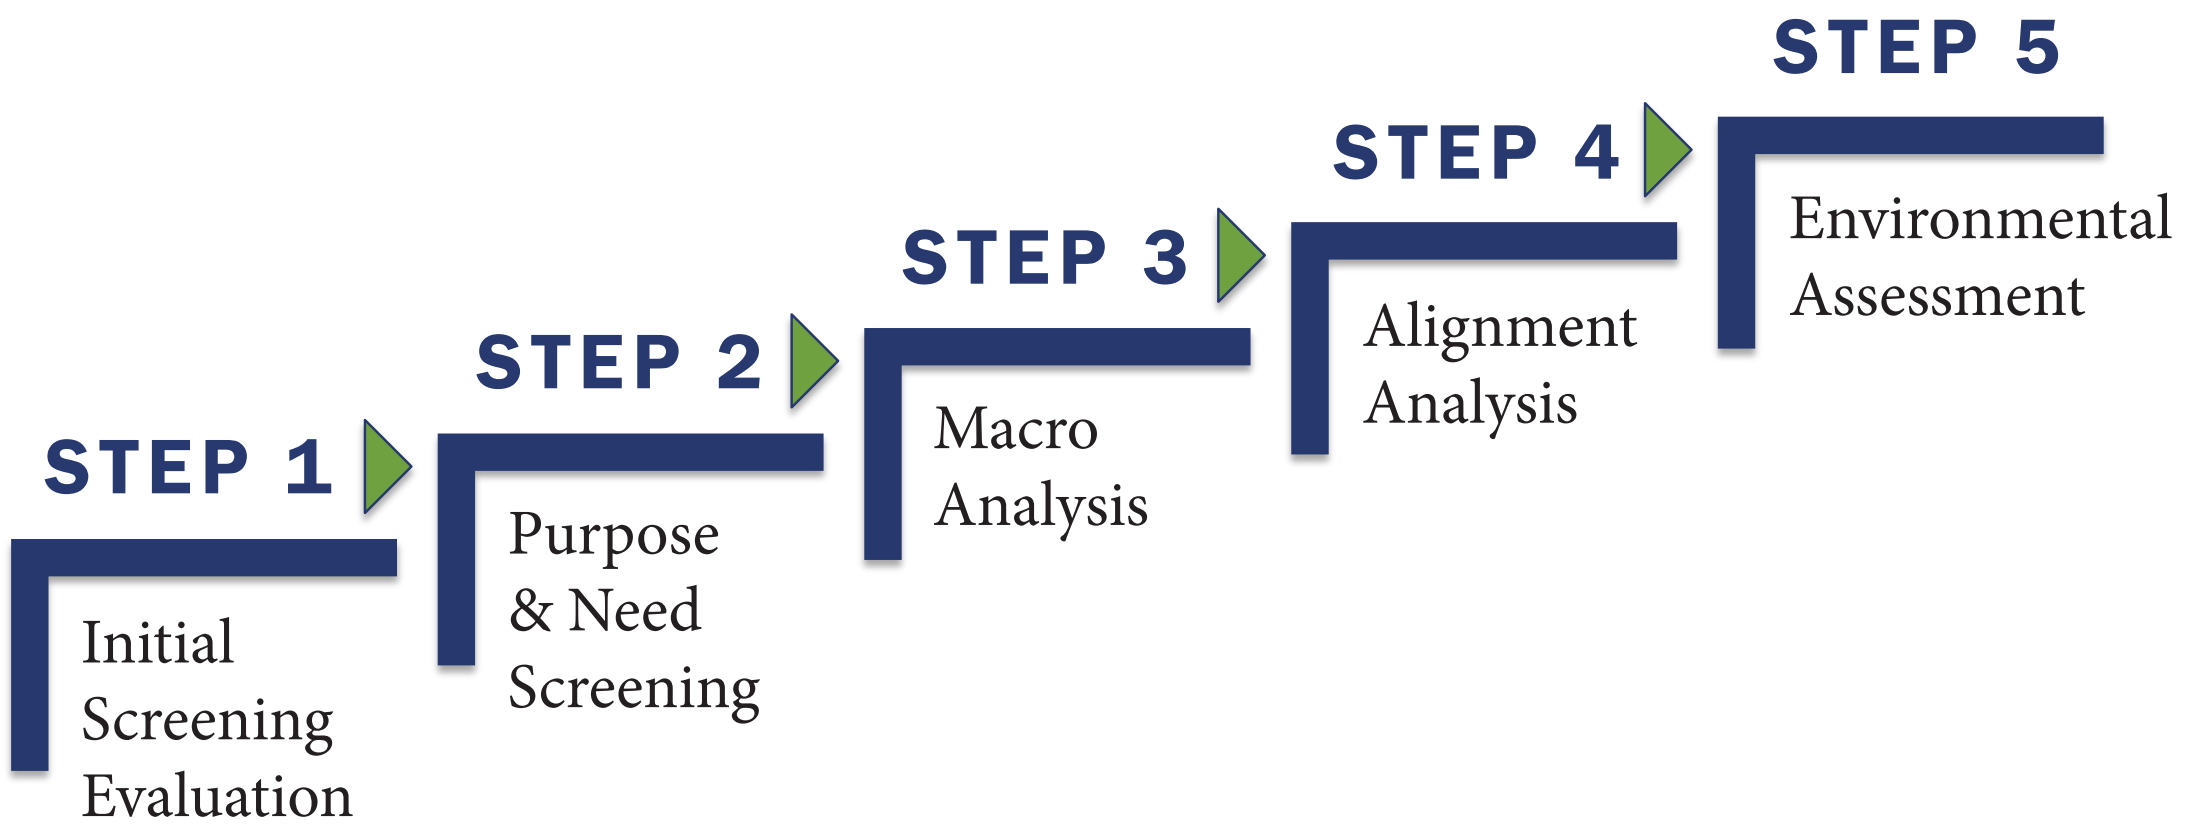 STEP 1
Initial
Screening
Evaluation
STEP 2
Purpose
& Need
Screening
STEP 3
Macro
Analysis
STEP 4
Alignment
Analysis
STEP 5
Environmental
Assessment